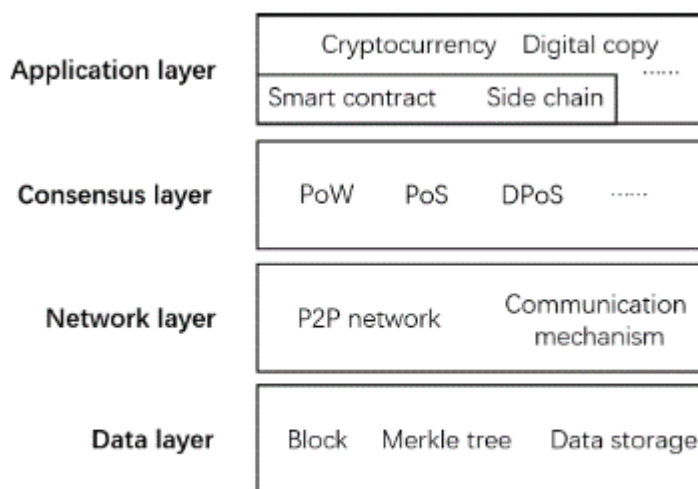 Application layer
Cryptocurrency Digital copy
······
Smart contract Side chain
Consensus layer
PoW PoS DPoS ······
Network layer
P2P network
Communication
mechanism
Data layer
Block Merkle tree Data storage